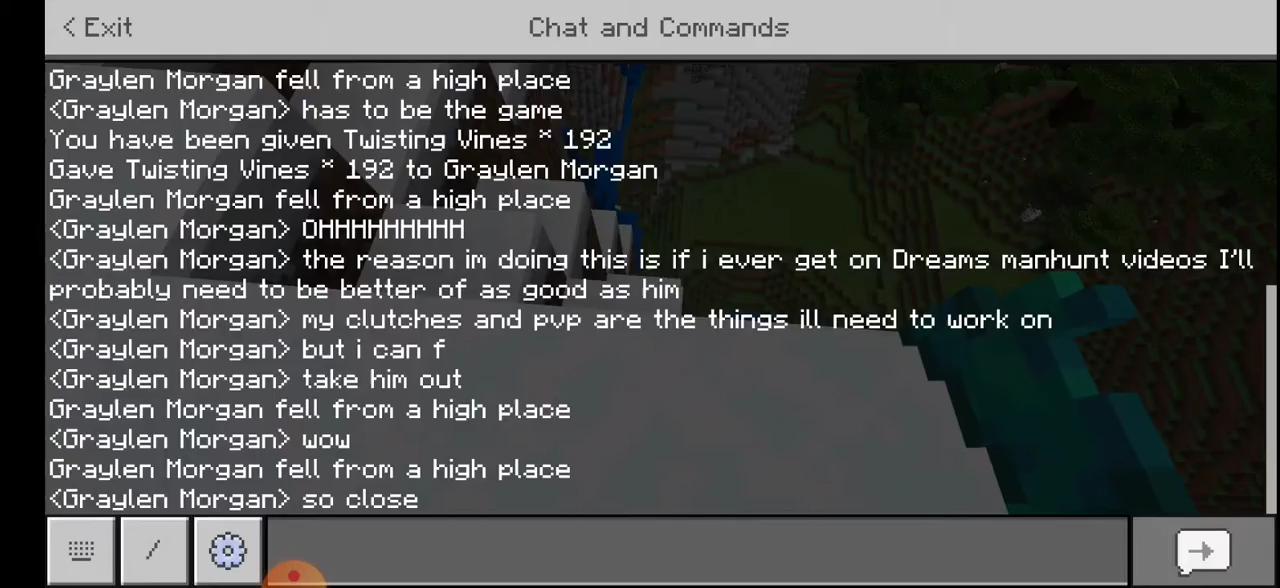 < Exit
Chat and Commands
Graylen Morgan fell from a high place
<Graylen Morgan> has to be the game
You have been given Twisting Vines * 192
Gave Twisting Vines * 192 to Graylen Morgan
Graylen Morgan fell from a high place
<Graylen Morgan> OHHHHHHHHH
<Graylen Morgan> the reason im doing this is if i ever get on Dreams manhunt videos I'll
probably need to be better of as good as him
<Graylen Morgan> my clutches and pvp are the things ill need to work on
<Graylen Morgan> but i can f
<Graylen Morgan> take him out
Graylen Morgan fell from a high place
<Graylen Morgan> wow
Graylen Morgan fell from a high place
<Graylen Morgan> so close
/